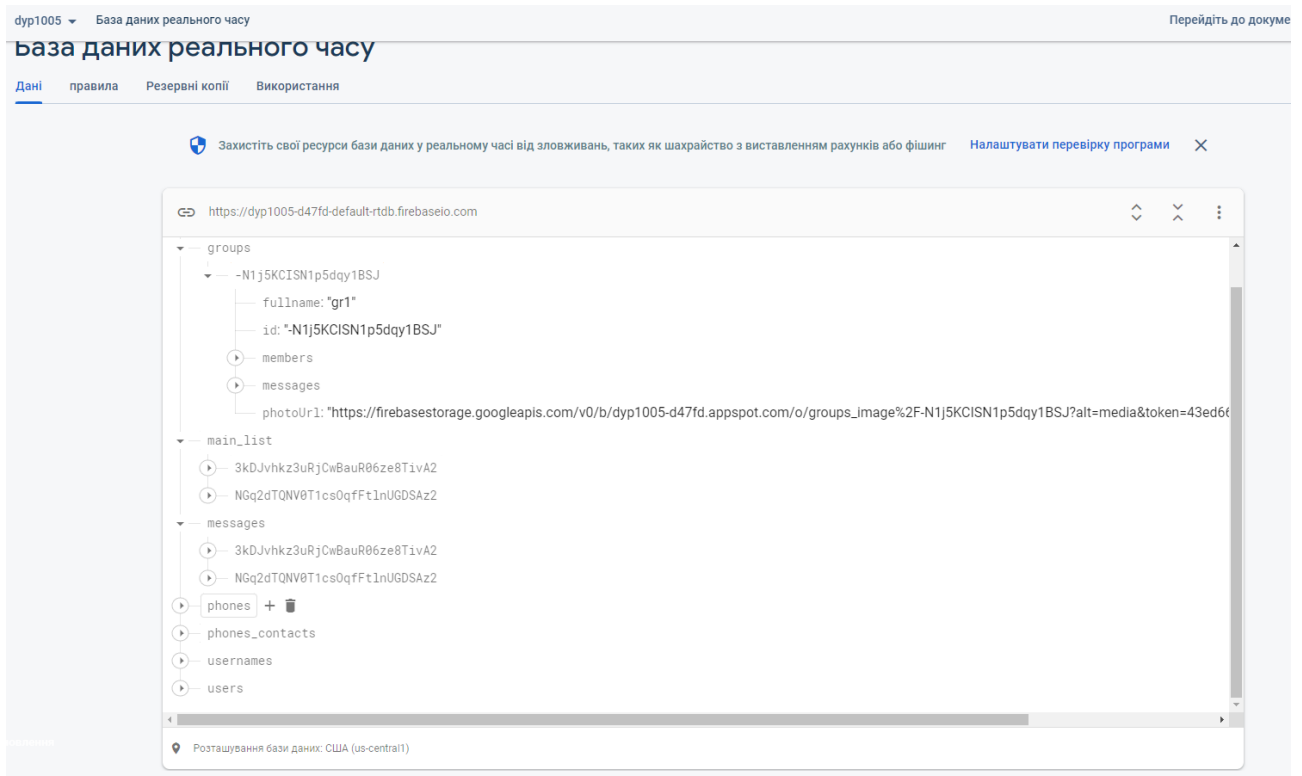 dyp1005 База даних реального часу Перейдіть до докуме
База даних реального часу
Дані правила Резервні копії Використання
Захистіть свої ресурси бази даних у реальному часі від зловживань, таких як шахрайство з виставленням рахунків або фішинг Налаштувати перевірку програми
https://dyp1005-d47fd-default-rtdb.firebaseio.com
groups
-N1j5KCISN1p5dqy1BSJ
fullname: "gr1"
id: "-N1j5KCISN1p5dqy1BSJ"
members
messages
photoUrl: "https://firebasestorage.googleapis.com/v0/b/dyp1005-d47fd.appspot.com/o/groups_image%2F-N1j5KCISN1p5dqy1BSJ?alt=media&token=43ed66
main_list
3kDJvhkz3uRjCwBauR06ze8TivA2
NGq2dTQNV0T1csOqfFtlnUGDSAz2
messages
3kDJvhkz3uRjCwBauR06ze8TivA2
NGq2dTQNV0T1csOqfFtlnUGDSAz2
phones
phones_contacts
usernames
users
Розташування бази даних: США (us-central1)